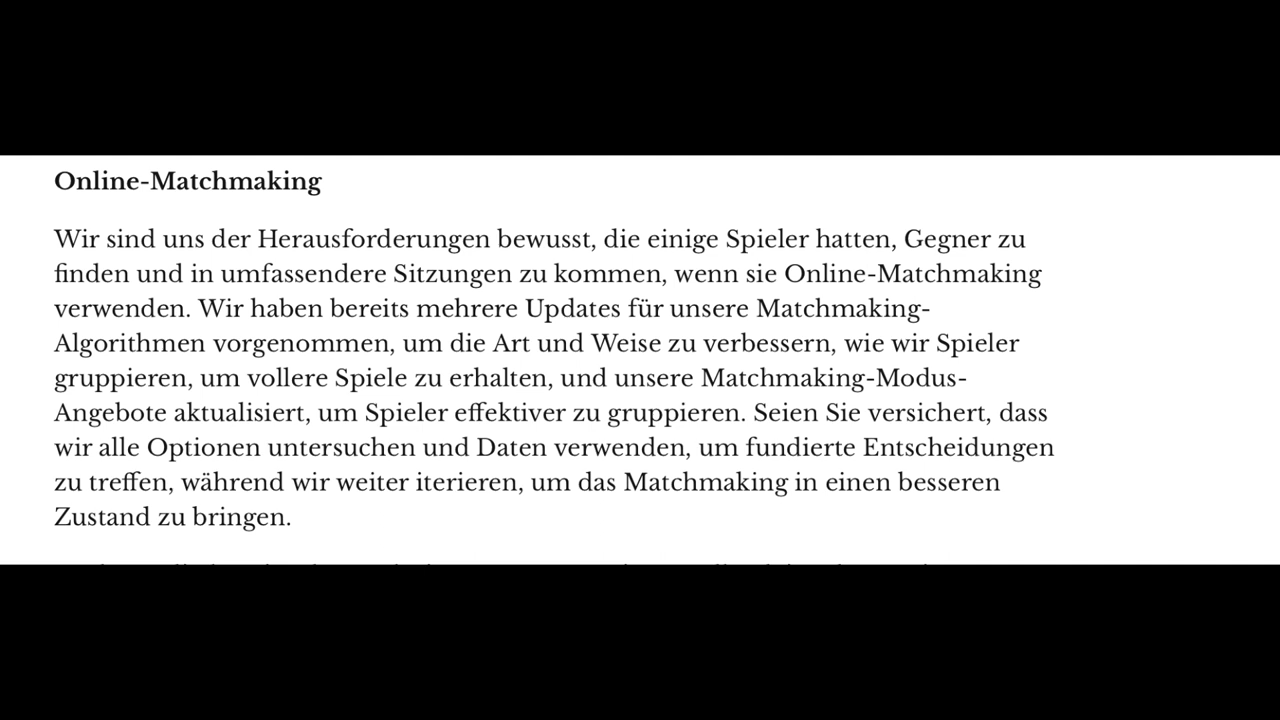 Online-Matchmaking
Wir sind uns der Herausforderungen bewusst, die einige Spieler hatten, Gegner zu
finden und in umfassendere Sitzungen zu kommen, wenn sie Online-Matchmaking
verwenden. Wir haben bereits mehrere Updates für unsere Matchmaking-
Algorithmen vorgenommen, um die Art und Weise zu verbessern, wie wir Spieler
gruppieren, um vollere Spiele zu erhalten, und unsere Matchmaking-Modus-
Angebote aktualisiert, um Spieler effektiver zu gruppieren. Seien Sie versichert, dass
wir alle Optionen untersuchen und Daten verwenden, um fundierte Entscheidungen
zu treffen, während wir weiter iterieren, um das Matchmaking in einen besseren
Zustand zu bringen.